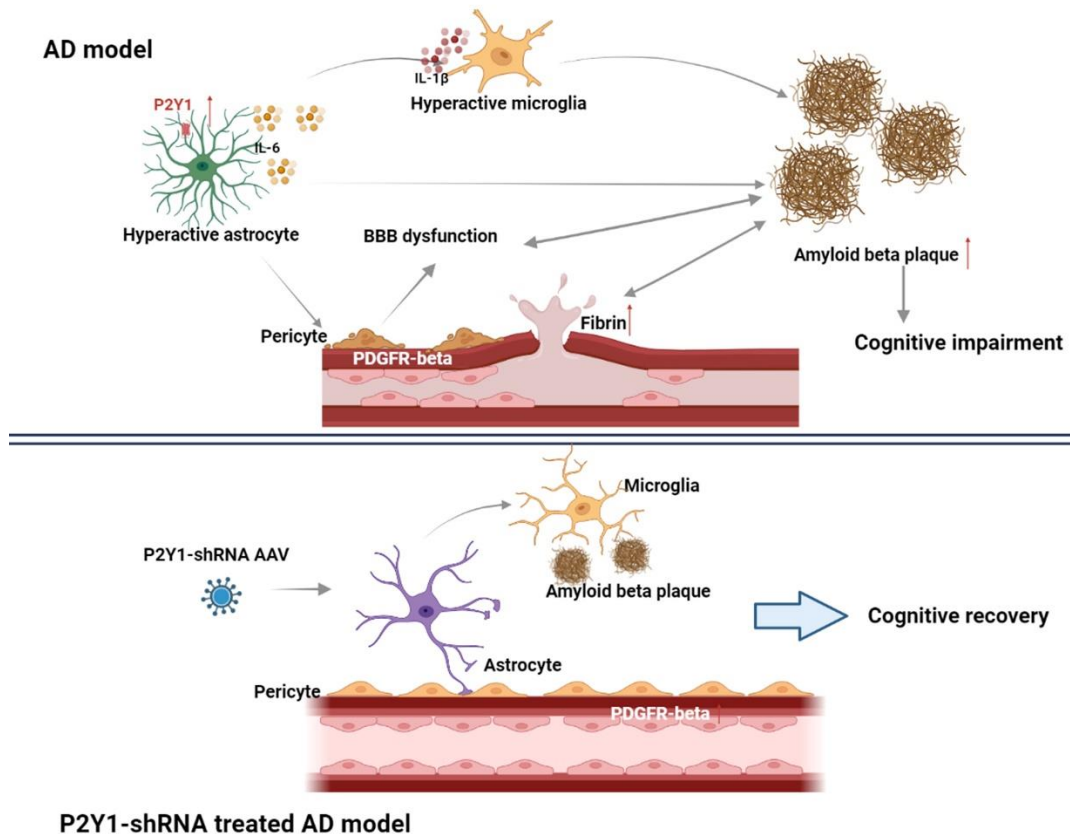 AD model
IL-1β
Hyperactive microglia
P2Y1
IL-6
Hyperactive astrocyte
BBB dysfunction
Amyloid beta plaque
Pericyte
Fibrin
PDGFR-beta
Cognitive impairment
Microglia
P2Y1-shRNA AAV
Amyloid beta plaque
Cognitive recovery
Astrocyte
Pericyte
PDGFR-beta
P2Y1-shRNA treated AD model